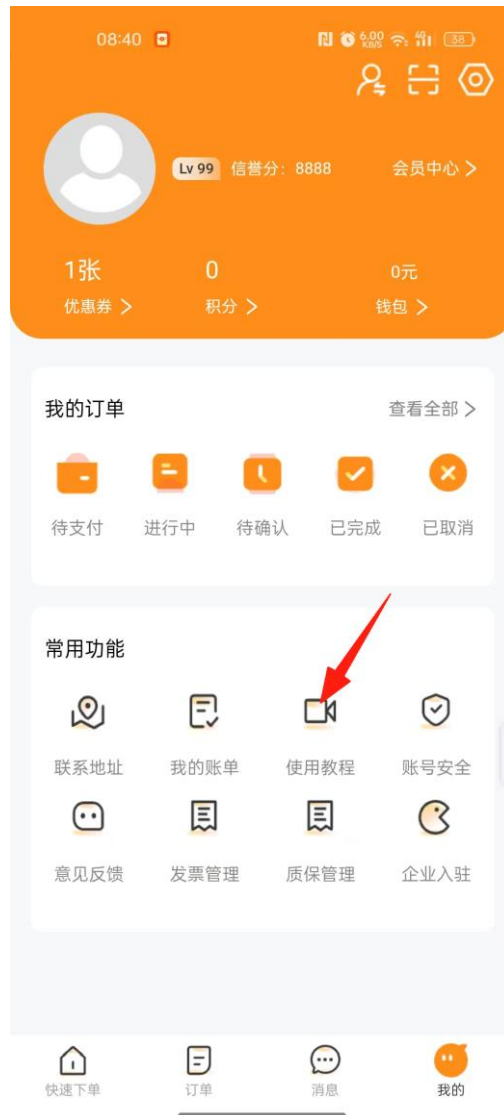 08:40 6.00 KB/S 4G 38
Lv 99 信誉分：8888 会员中心 >
1张 0 0元
优惠券 > 积分 > 钱包 >
我的订单 查看全部 >
待支付 进行中 待确认 已完成 已取消
常用功能
联系地址 我的账单 使用教程 账号安全
意见反馈 发票管理 质保管理 企业入驻
快速下单 订单 消息 我的